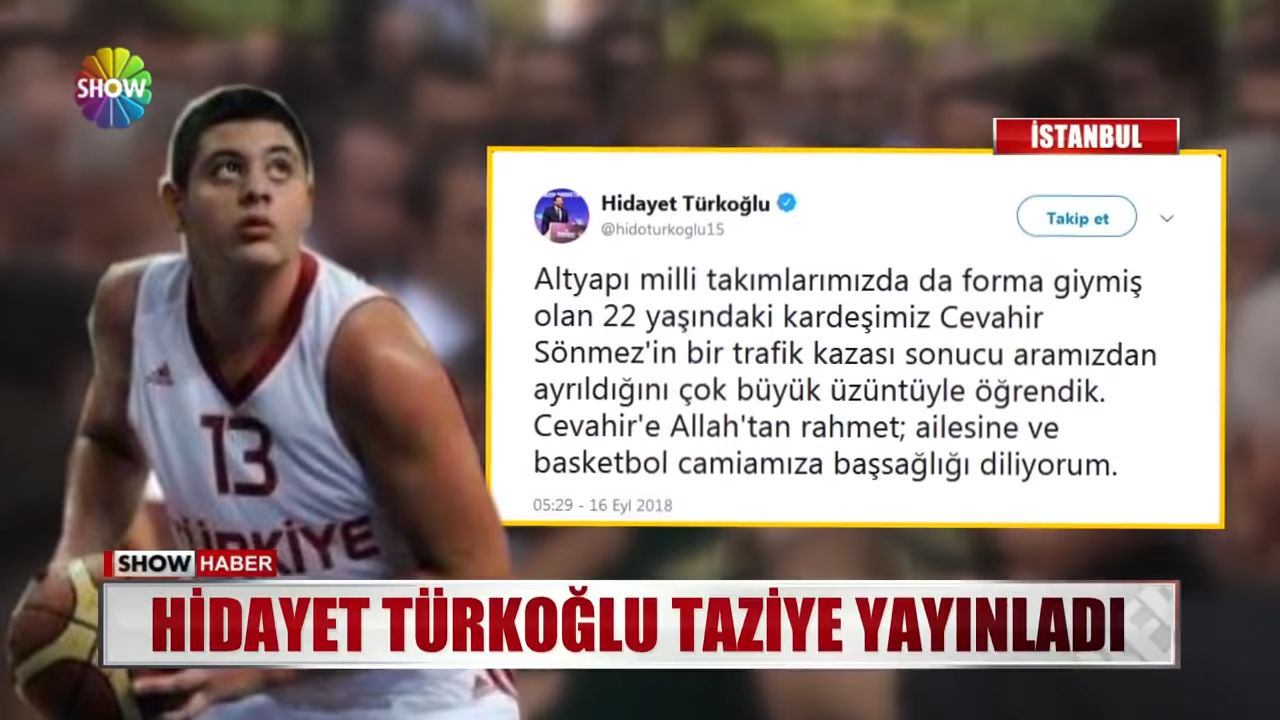 SHOW
İSTANBUL
Hidayet Türkoğlu
@hidoturkoglu15
Takip et
Altyapı milli takımlarımızda da forma giymiş
olan 22 yaşındaki kardeşimiz Cevahir
Sönmez'in bir trafik kazası sonucu aramızdan
ayrıldığını çok büyük üzüntüyle öğrendik.
Cevahir'e Allah'tan rahmet; ailesine ve
basketbol camiamıza başsağlığı diliyorum.
05:29 - 16 Eyl 2018
13
TÜRKİYE
SHOW HABER
HİDAYET TÜRKOĞLU TAZİYE YAYINLADI